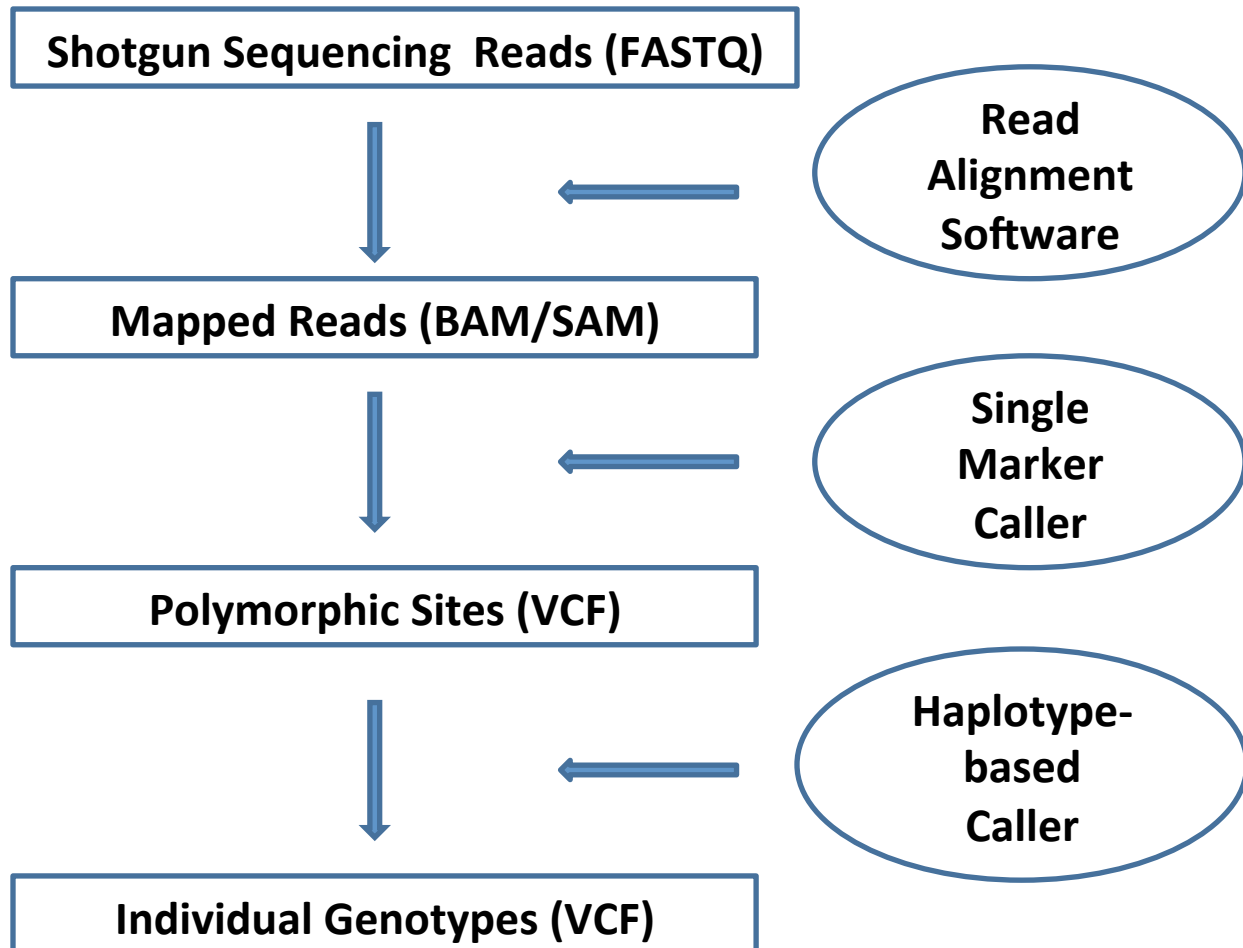 Shotgun Sequencing Reads (FASTQ)
Read
Alignment
Software
Mapped Reads (BAM/SAM)
Single
Marker
Caller
Polymorphic Sites (VCF)
Haplotype-
based
Caller
Individual Genotypes (VCF)